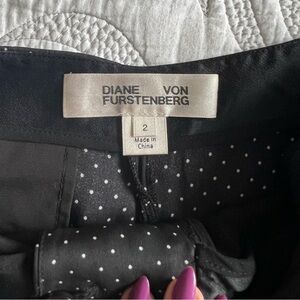 DIANE VON
FURSTENBERG
2
Made in
China